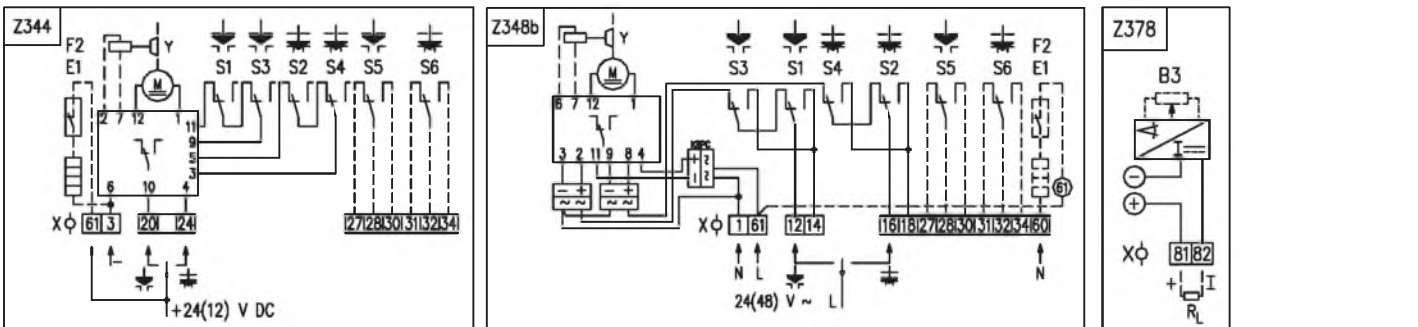 Z344
F2
E1
Y
S1 S3 S2 S4 S5 S6
M
2 7 12 1
11
9
5
3
6 10 4
X 61 3 20 24 27 28 30 31 32 34
-
+24(12) V DC
Z348b
Y
S3 S1 S4 S2 S5 S6
F2
E1
M
6 7 12 1
3 2 11 9 8 4
- + - +
~ ~
+ ~
- ~
61
X 1 61 12 14 16 18 27 28 30 31 32 34 60
N L N
24(48) V ~ L
Z378
B3
I
-
+
X 81 82
+ I
RL